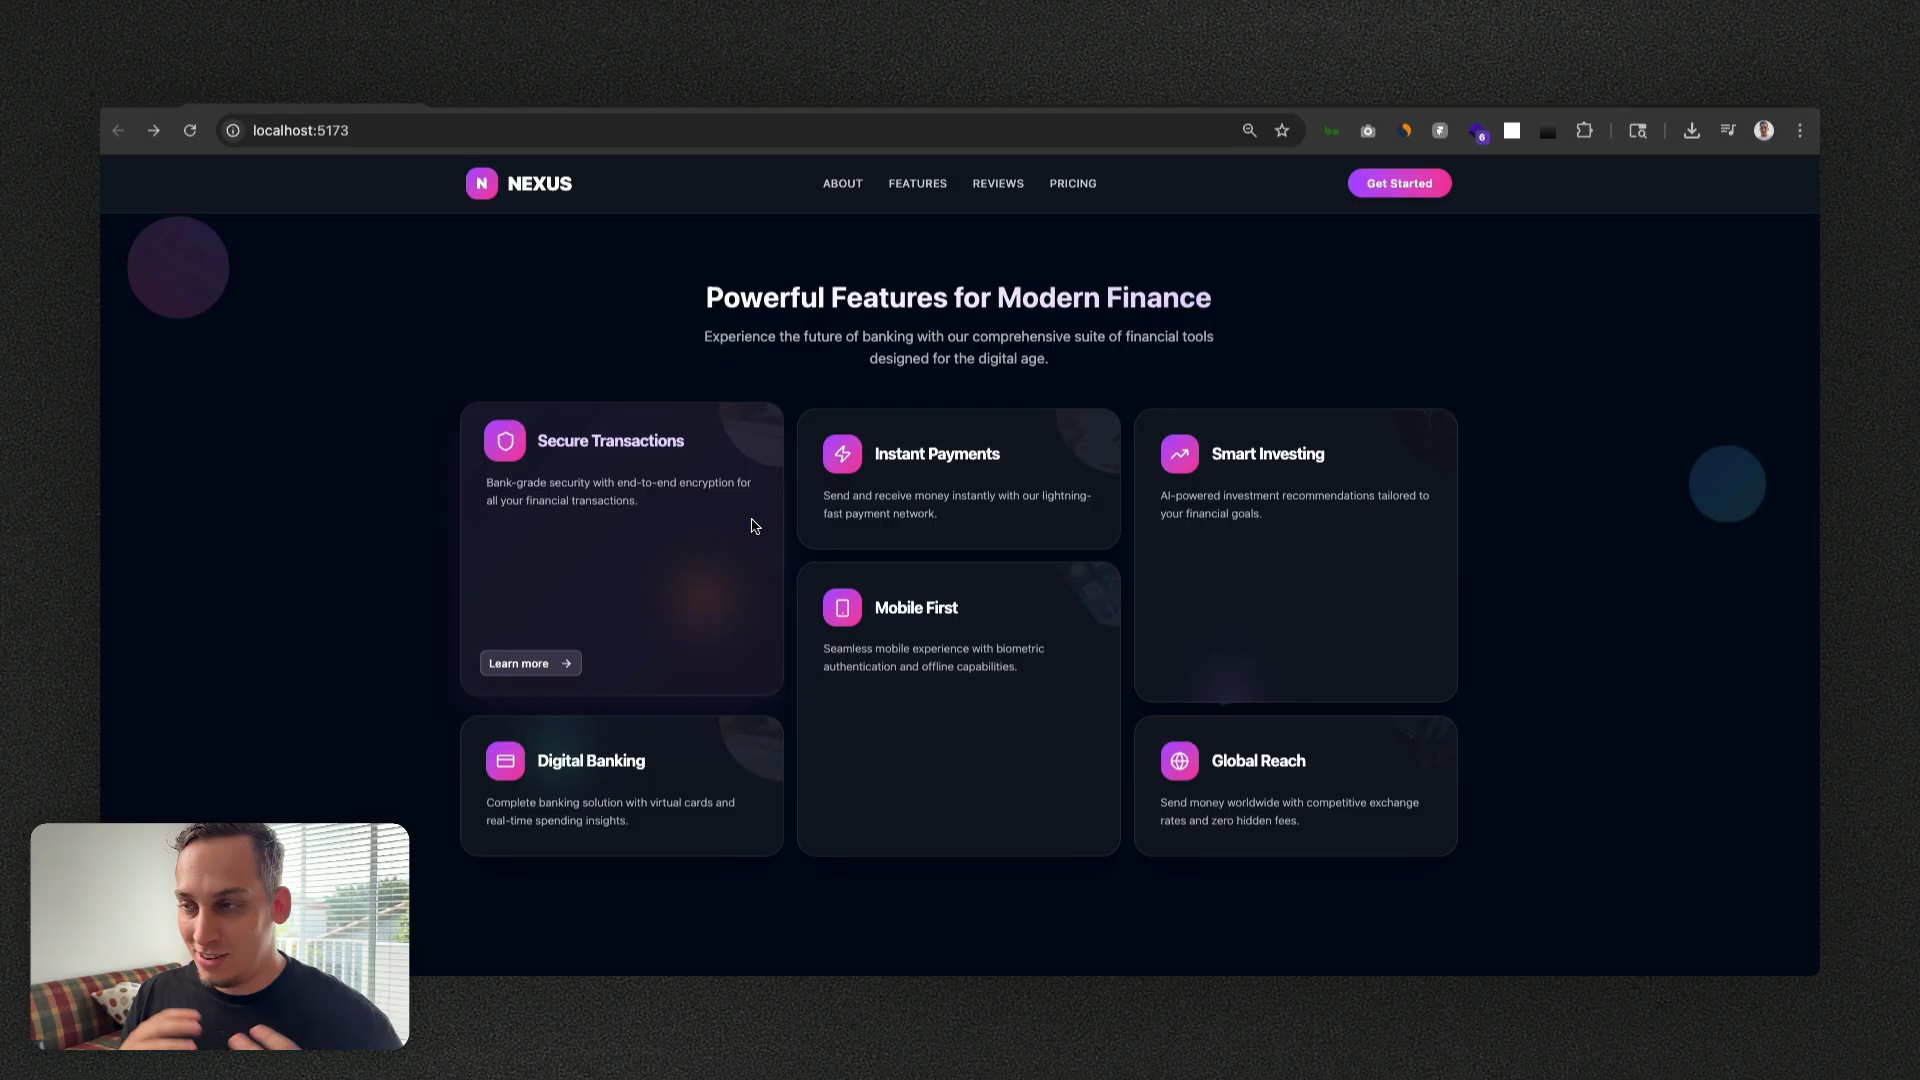 localhost:5173
6
N NEXUS
ABOUT FEATURES REVIEWS PRICING
Get Started
Powerful Features for Modern Finance
Experience the future of banking with our comprehensive suite of financial tools
designed for the digital age.
Secure Transactions
Bank-grade security with end-to-end encryption for
all your financial transactions.
Learn more
Instant Payments
Send and receive money instantly with our lightning-
fast payment network.
Smart Investing
AI-powered investment recommendations tailored to
your financial goals.
Mobile First
Seamless mobile experience with biometric
authentication and offline capabilities.
Digital Banking
Complete banking solution with virtual cards and
real-time spending insights.
Global Reach
Send money worldwide with competitive exchange
rates and zero hidden fees.